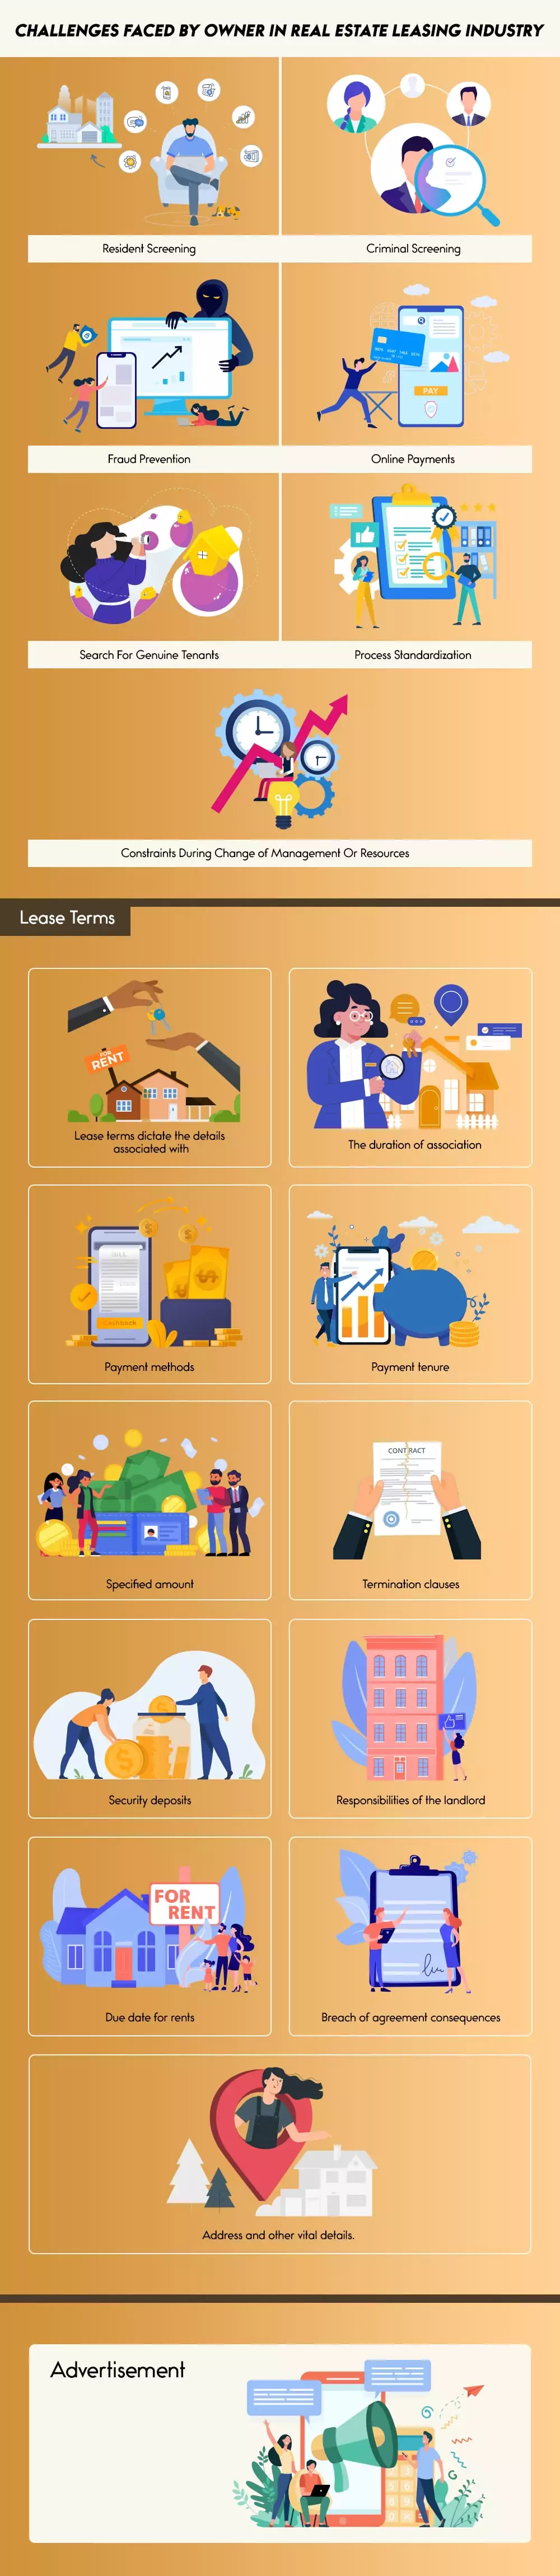 CHALLENGES FACED BY OWNER IN REAL ESTATE LEASING INDUSTRY
Resident Screening
Criminal Screening
Fraud Prevention
PAY
Online Payments
Search For Genuine Tenants
Process Standardization
Constraints During Change of Management Or Resources
Lease Terms
FOR
RENT
Lease terms dictate the details
associated with
The duration of association
BILL
Cashback
Payment methods
Payment tenure
Specified amount
CONTRACT
Termination clauses
Security deposits
Responsibilities of the landlord
FOR
RENT
Due date for rents
Breach of agreement consequences
Address and other vital details.
Advertisement